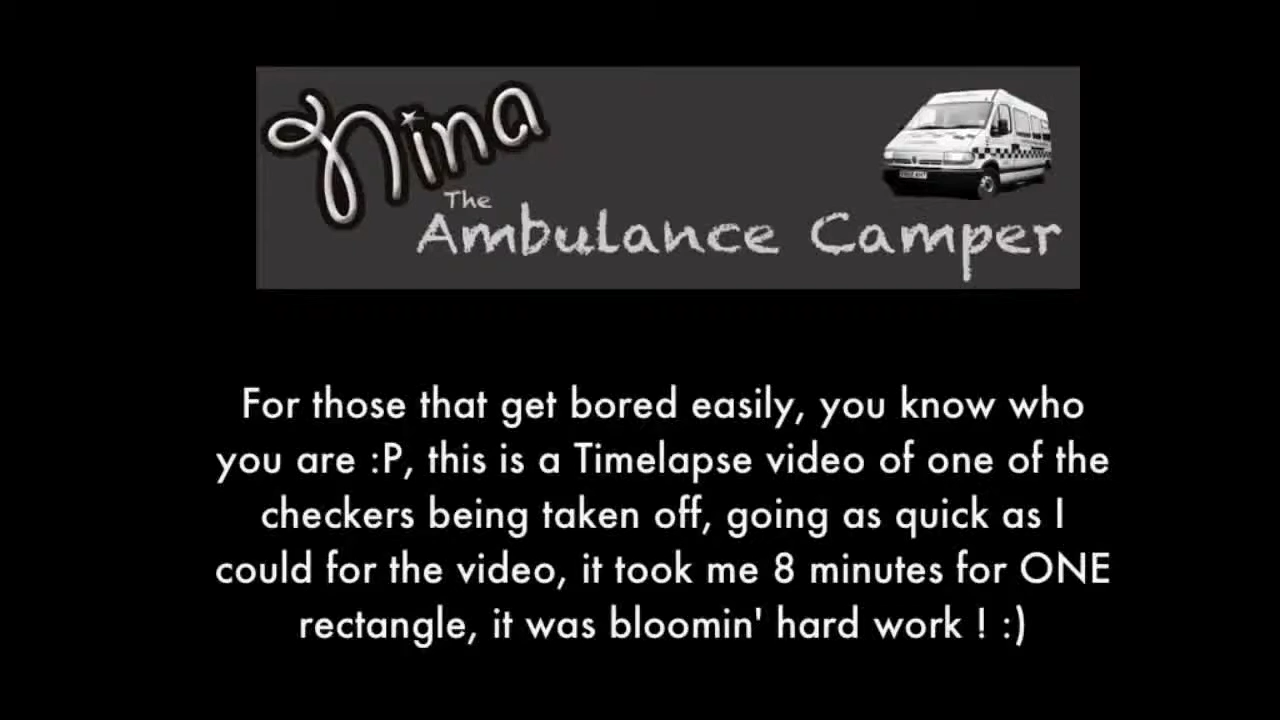 Nina
The
Ambulance Camper
For those that get bored easily, you know who
you are :P, this is a Timelapse video of one of the
checkers being taken off, going as quick as I
could for the video, it took me 8 minutes for ONE
rectangle, it was bloomin' hard work ! :)